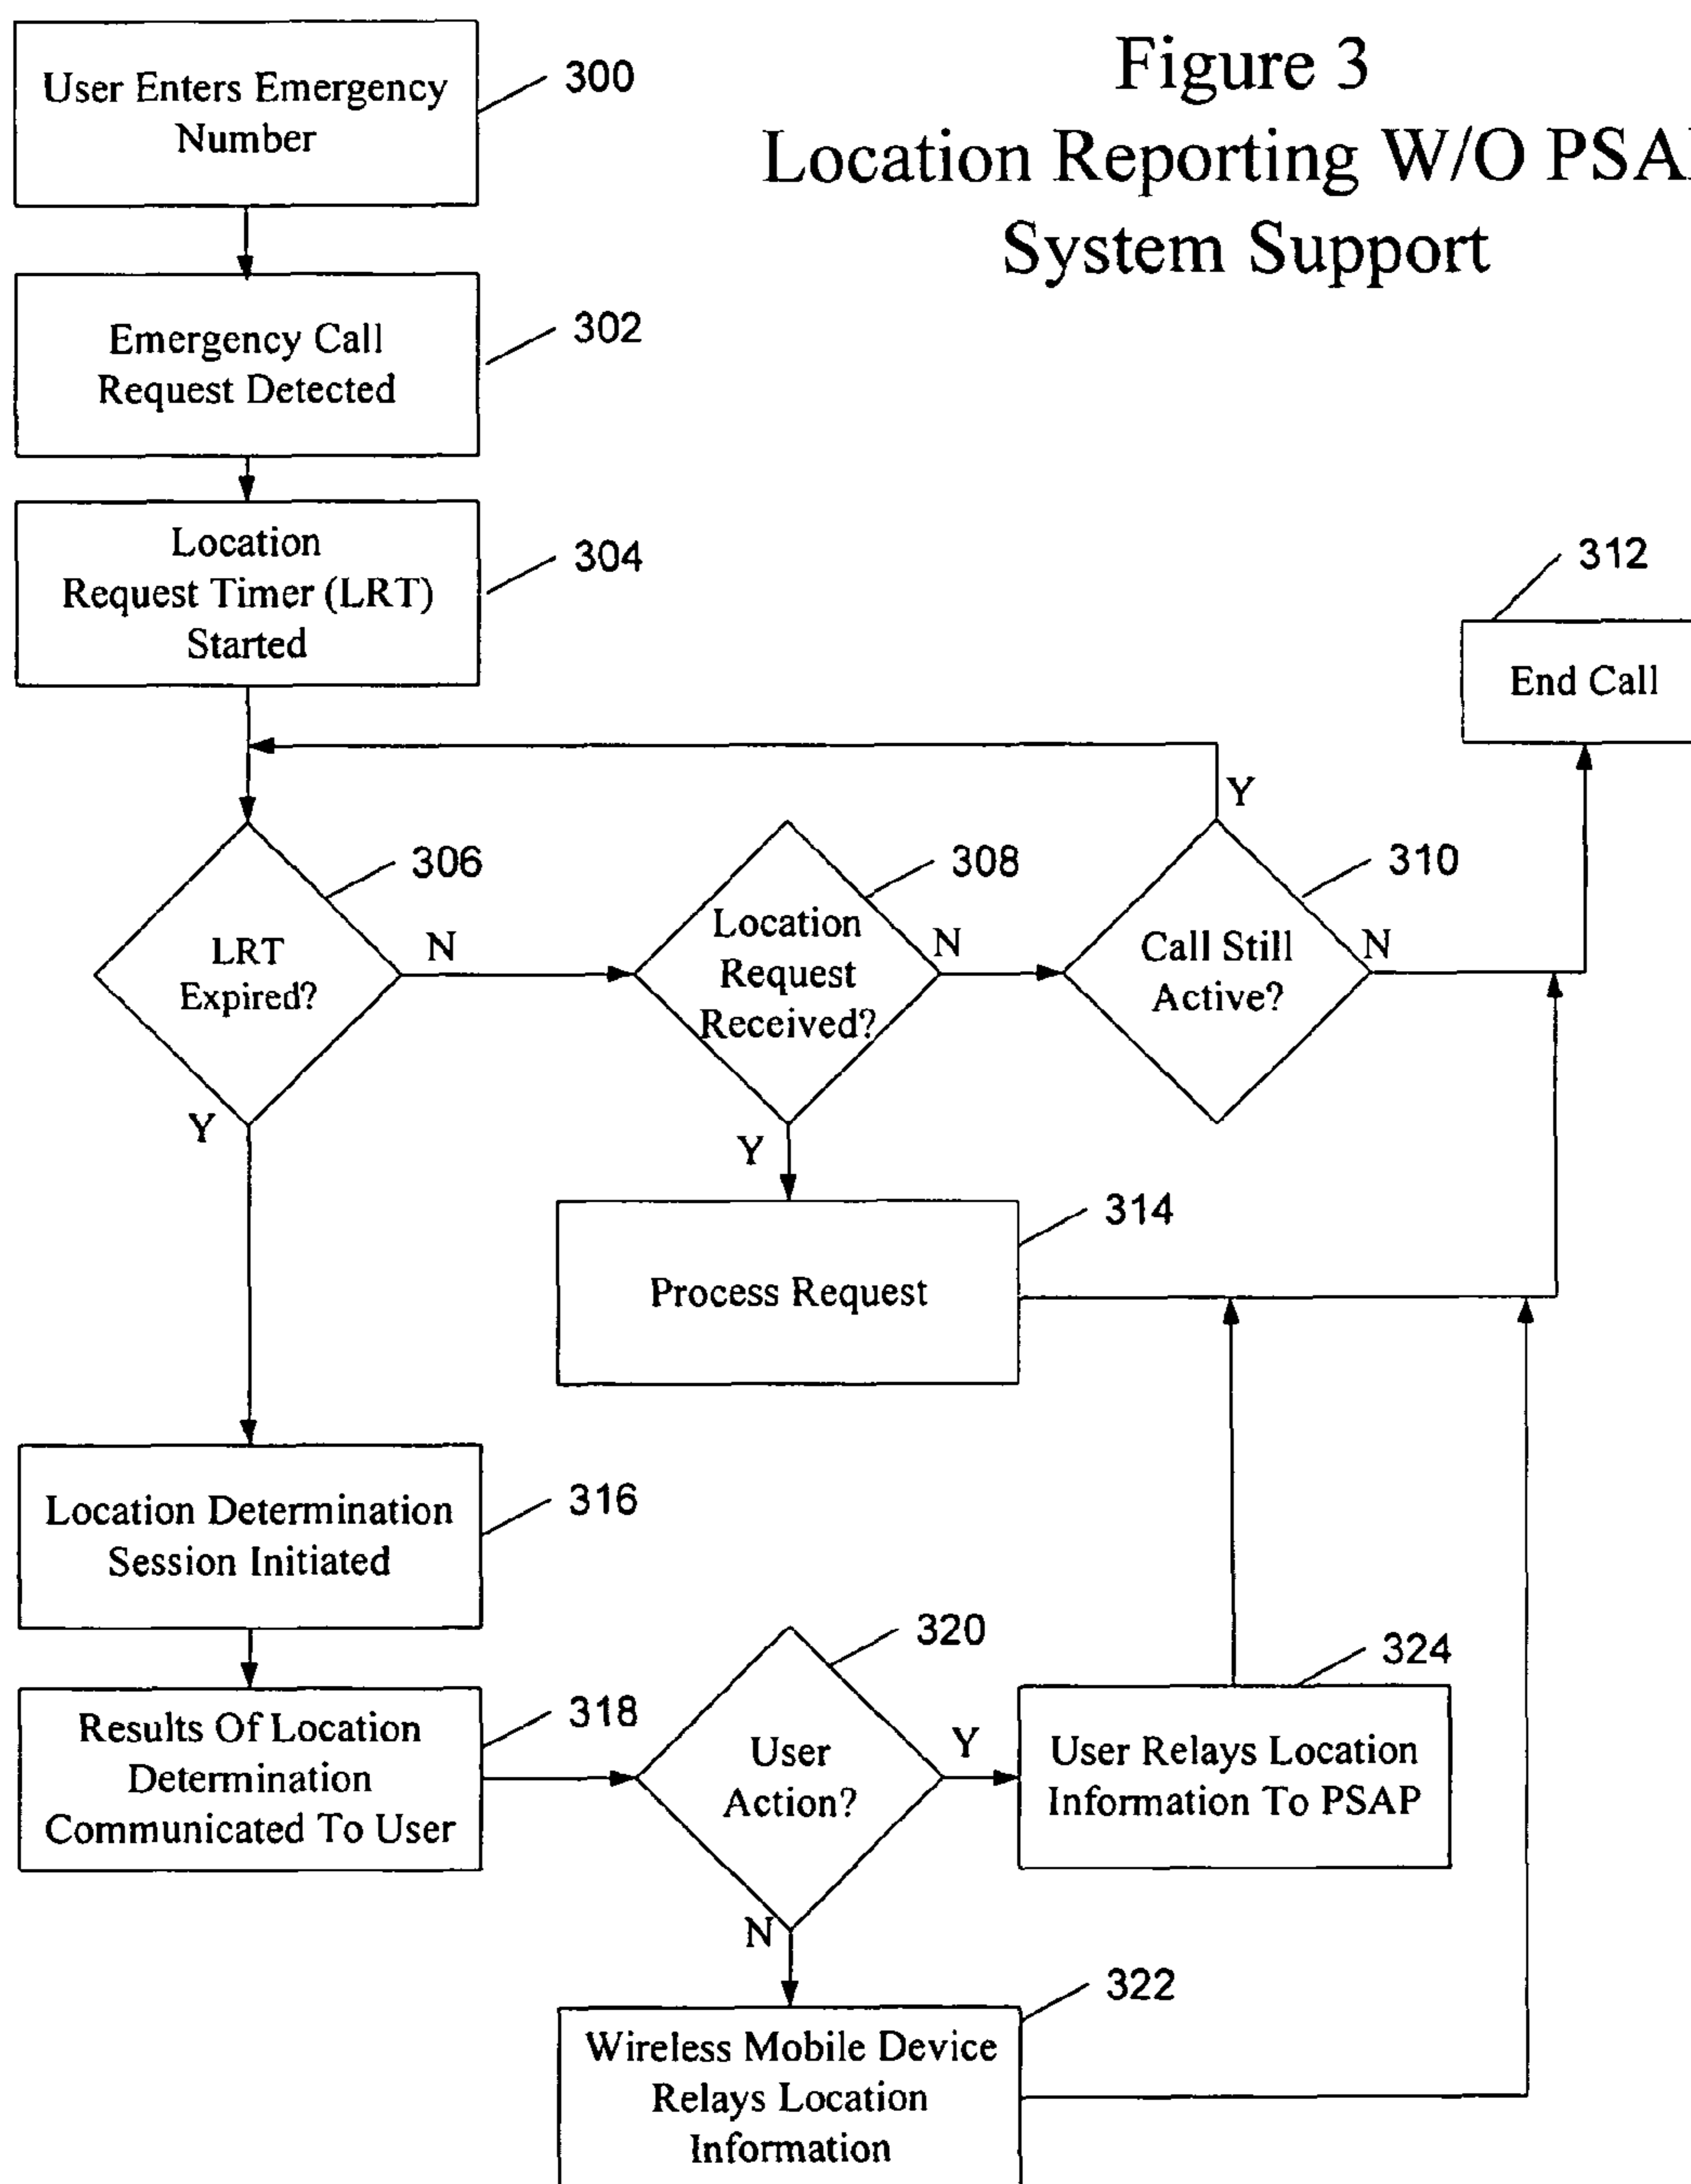 Figure 3
Location Reporting W/O PSA
System Support
User Enters Emergency
Number
300
Emergency Call
Request Detected
302
Location
Request Timer (LRT)
Started
304
312
End Call
Y
306
LRT
Expired?
N
Y
308
Location
Request
Received?
N
Y
310
Call Still
Active?
N
314
Process Request
Location Determination
Session Initiated
316
Results Of Location
Determination
Communicated To User
318
320
User
Action?
Y
N
324
User Relays Location
Information To PSAP
322
Wireless Mobile Device
Relays Location
Information